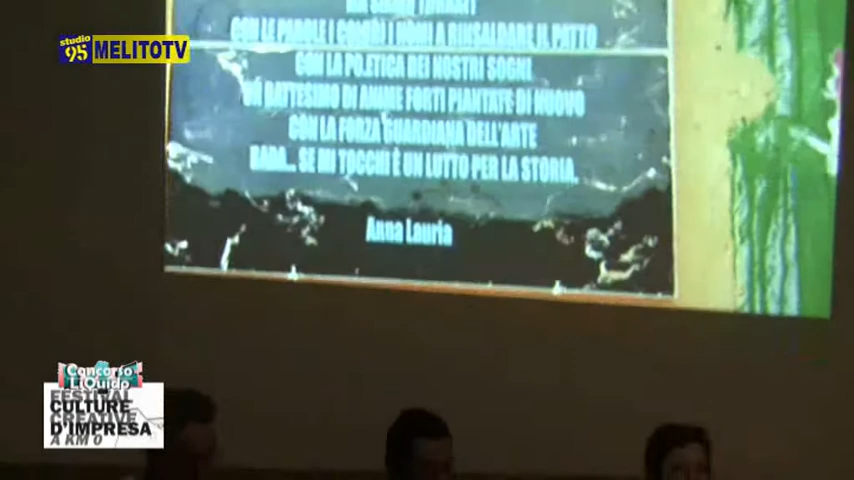 studio
95 MELITOTV
CON LE PAROLE I COMBI I NOMI A RINSALDARE IL PATTO
CON LA POETICA DEI NOSTRI SOGNI
UN BATTESIMO DI ANIME FORTI PIANTATE DI NUOVO
CON LA FORZA GUARDIANA DELL'ARTE
BADA... SE MI TOCCHI È UN LUTTO PER LA STORIA.
Anna Lauria
Concorso
LiQuido
FESTIVAL
CULTURE
CREATIVE
D'IMPRESA
A KM 0